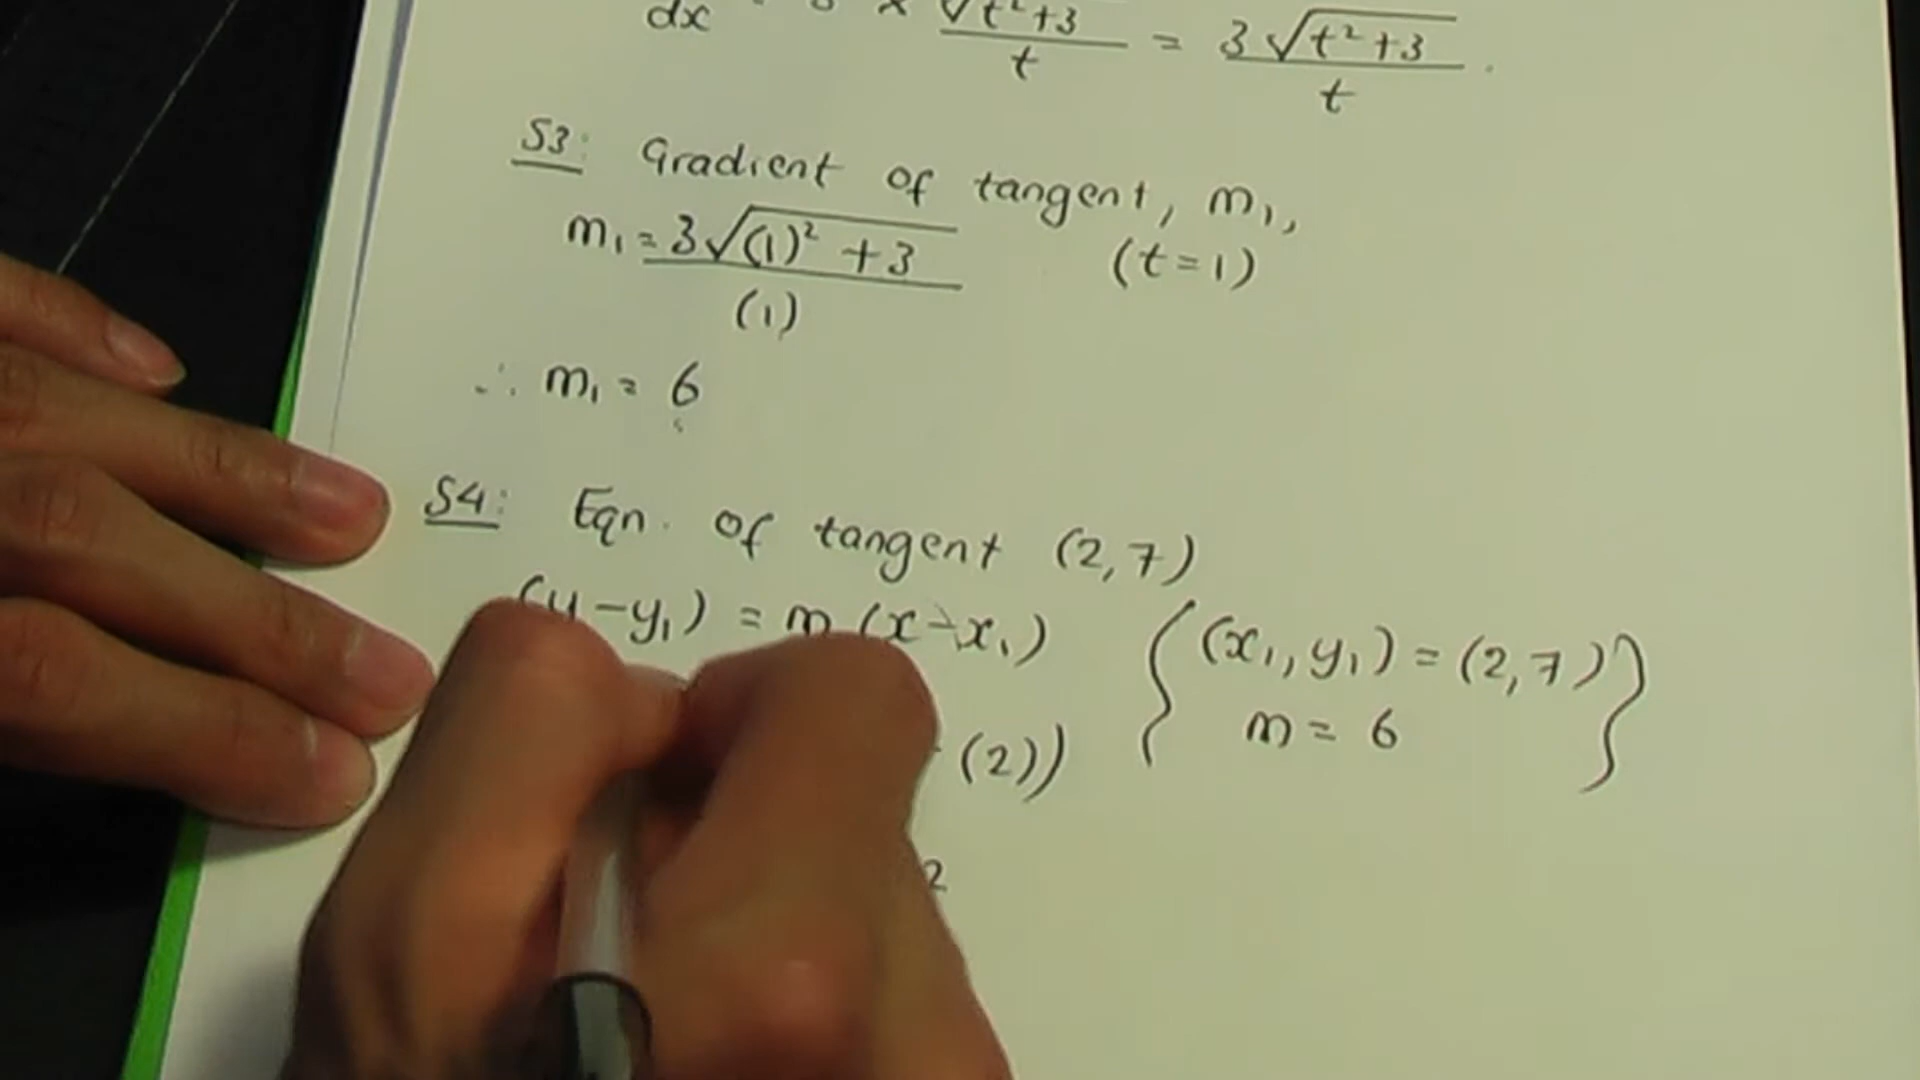 dx × √t²+3 / t = 3√t²+3 / t .
S3: Gradient of tangent, m₁,
m₁ = 3√(1)² + 3 / (1) (t=1)
∴ m₁ = 6
S4: Eqn. of tangent (2,7)
(y-y₁) = m (x-x₁) {(x₁,y₁) = (2,7)
m = 6}
(2))
2